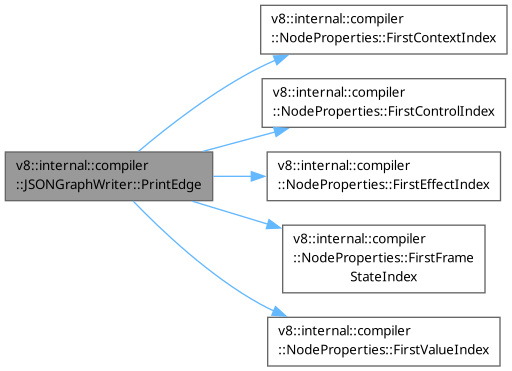 v8::internal::compiler
::NodeProperties::FirstContextIndex
v8::internal::compiler
::NodeProperties::FirstControlIndex
v8::internal::compiler
::JSONGraphWriter::PrintEdge
v8::internal::compiler
::NodeProperties::FirstEffectIndex
v8::internal::compiler
::NodeProperties::FirstFrame
StateIndex
v8::internal::compiler
::NodeProperties::FirstValueIndex